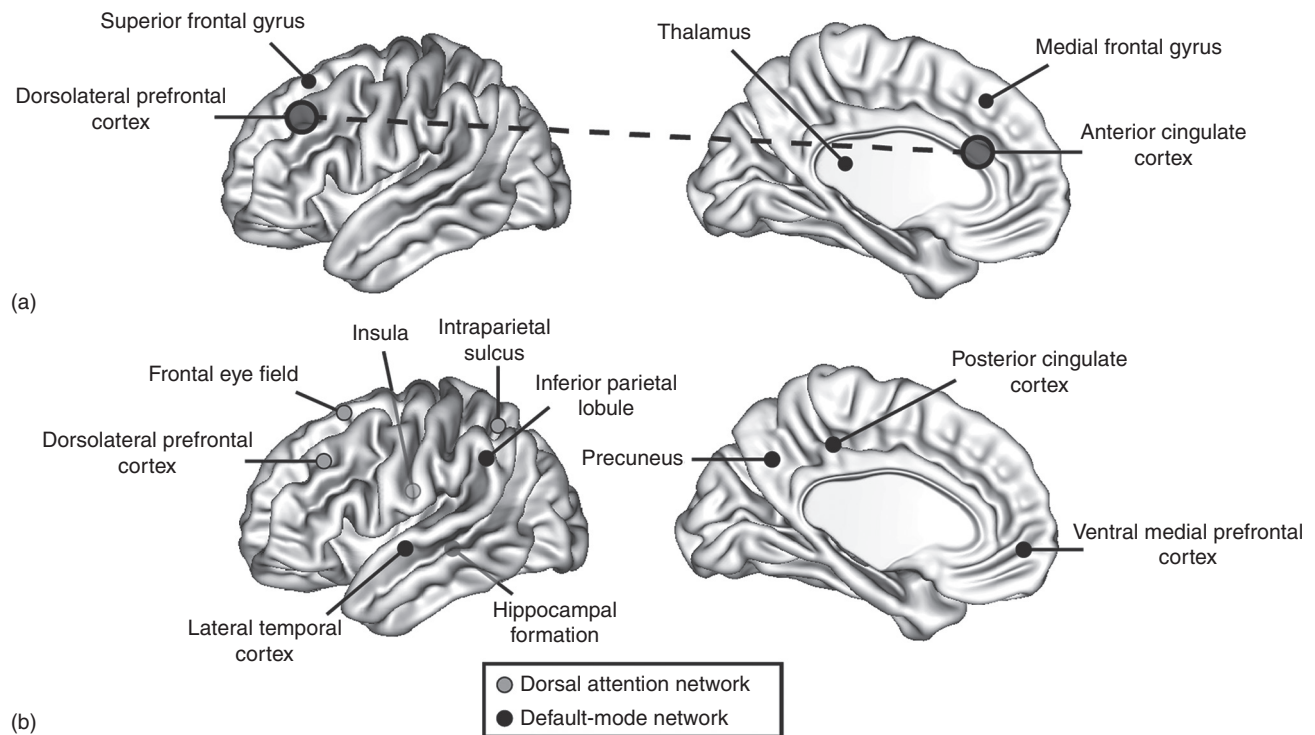 Superior frontal gyrus
Dorsolateral prefrontal
cortex
Thalamus
Medial frontal gyrus
Anterior cingulate
cortex
(a)
Insula
Intraparietal
sulcus
Frontal eye field
Inferior parietal
lobule
Dorsolateral prefrontal
cortex
Posterior cingulate
cortex
Precuneus
Ventral medial prefrontal
cortex
Lateral temporal
cortex
Hippocampal
formation
Dorsal attention network
Default-mode network
(b)